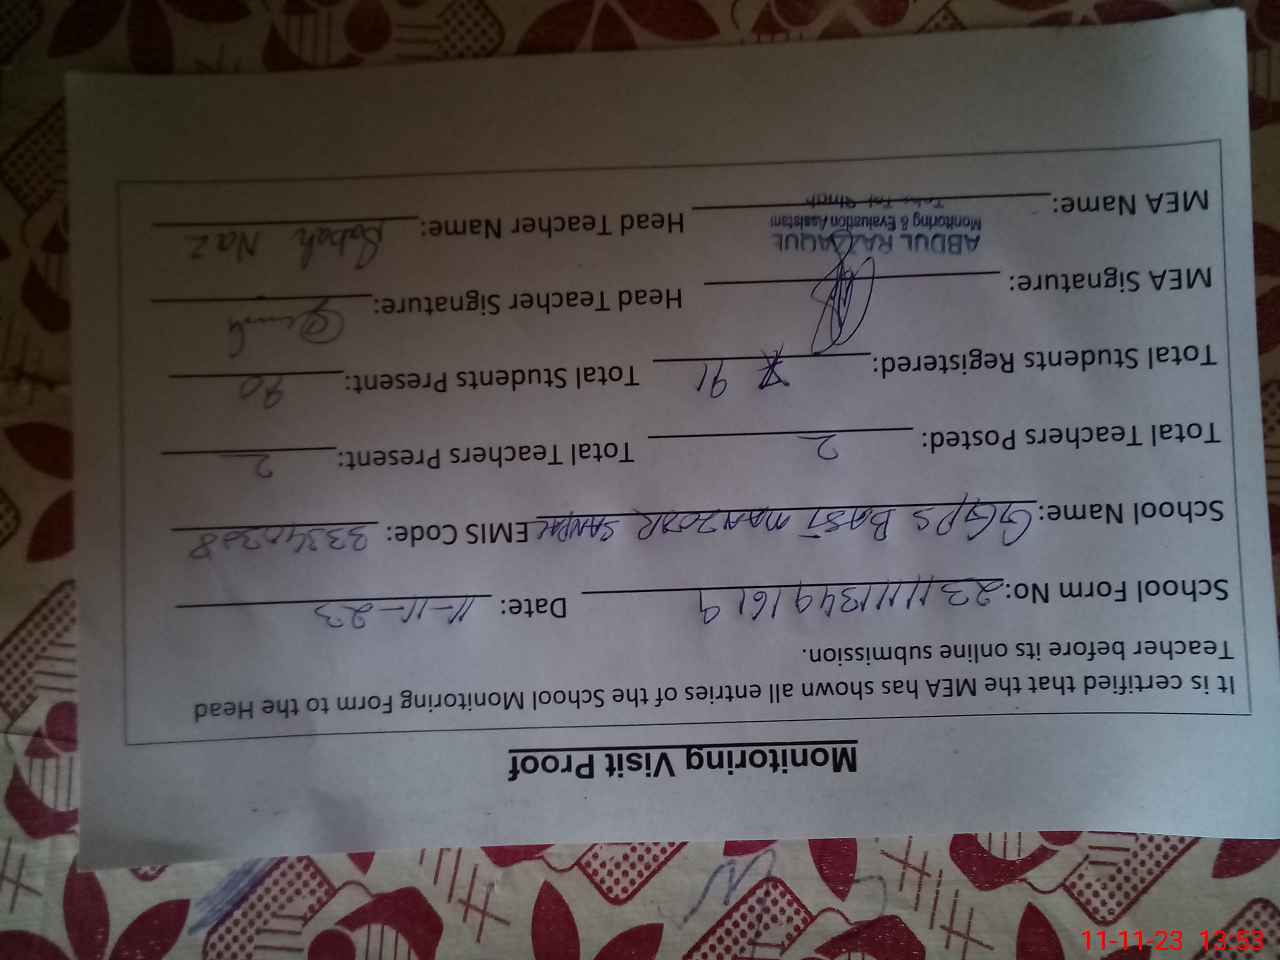 Monitoring Visit Proof
It is certified that the MEA has shown all entries of the School Monitoring Form to the Head
Teacher before its online submission.
School Form No: 23111113491619 Date: 11-11-23
School Name: GGPS BASTI MANZOOR SANPAL EMIS Code: 33340308
Total Teachers Posted: 2 Total Teachers Present: 2
Total Students Registered: 91 Total Students Present: 90
MEA Signature: Head Teacher Signature:
ABDUL RAZZAQUE
Monitoring & Evaluation Assistant
MEA Name: Head Teacher Name: Sabah Naz
11-11-23 13:53